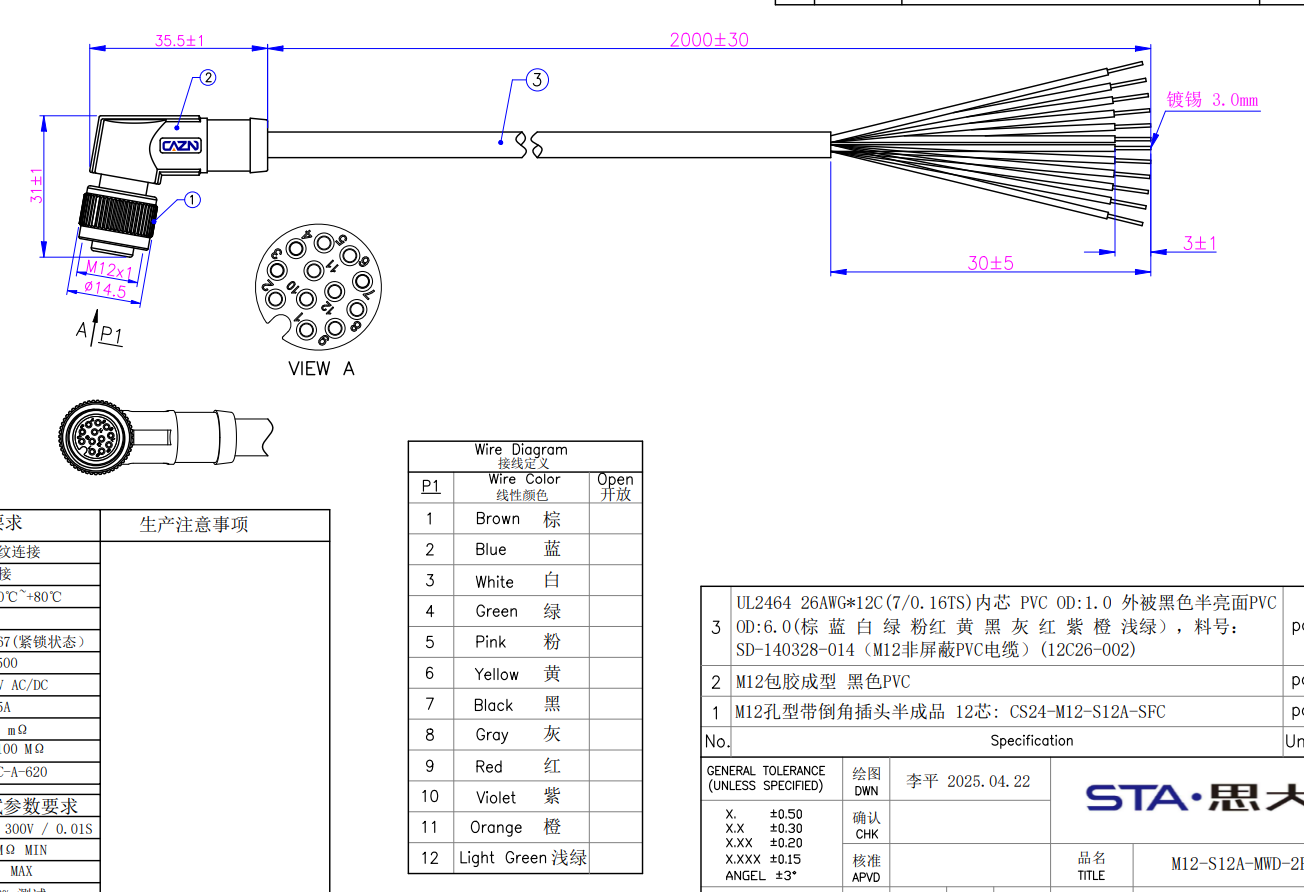 35.5±1
2000±30
②
③
镀锡 3.0mm
CAZN
31±1
①
M12x1
ø14.5
3±1
30±5
A
P1
1 2 3 4 5 6 7 8 9 10 11 12
VIEW A
Wire Diagram
接线定义
P1 Wire Color Open
线性颜色 开放
1 Brown 棕
2 Blue 蓝
3 White 白
4 Green 绿
5 Pink 粉
6 Yellow 黄
7 Black 黑
8 Gray 灰
9 Red 红
10 Violet 紫
11 Orange 橙
12 Light Green 浅绿
求 生产注意事项
纹连接
接
0℃~+80℃
67(紧锁状态)
500
V AC/DC
5A
mΩ
100 MΩ
C-A-620
试参数要求
300V / 0.01S
MΩ MIN
MAX
UL2464 26AWG*12C(7/0.16TS)内芯 PVC OD:1.0 外被黑色半亮面PVC
3 OD:6.0(棕 蓝 白 绿 粉红 黄 黑 灰 红 紫 橙 浅绿），料号：
SD-140328-014（M12非屏蔽PVC电缆）(12C26-002)
2 M12包胶成型 黑色PVC
1 M12孔型带倒角插头半成品 12芯: CS24-M12-S12A-SFC
No. Specification
GENERAL TOLERANCE
(UNLESS SPECIFIED)
X. ±0.50
X.X ±0.30
X.XX ±0.20
X.XXX ±0.15
ANGEL ±3°
绘图
DWN
李平 2025.04.22
确认
CHK
核准
APVD
STA·思
品名
TITLE
M12-S12A-MWD-2